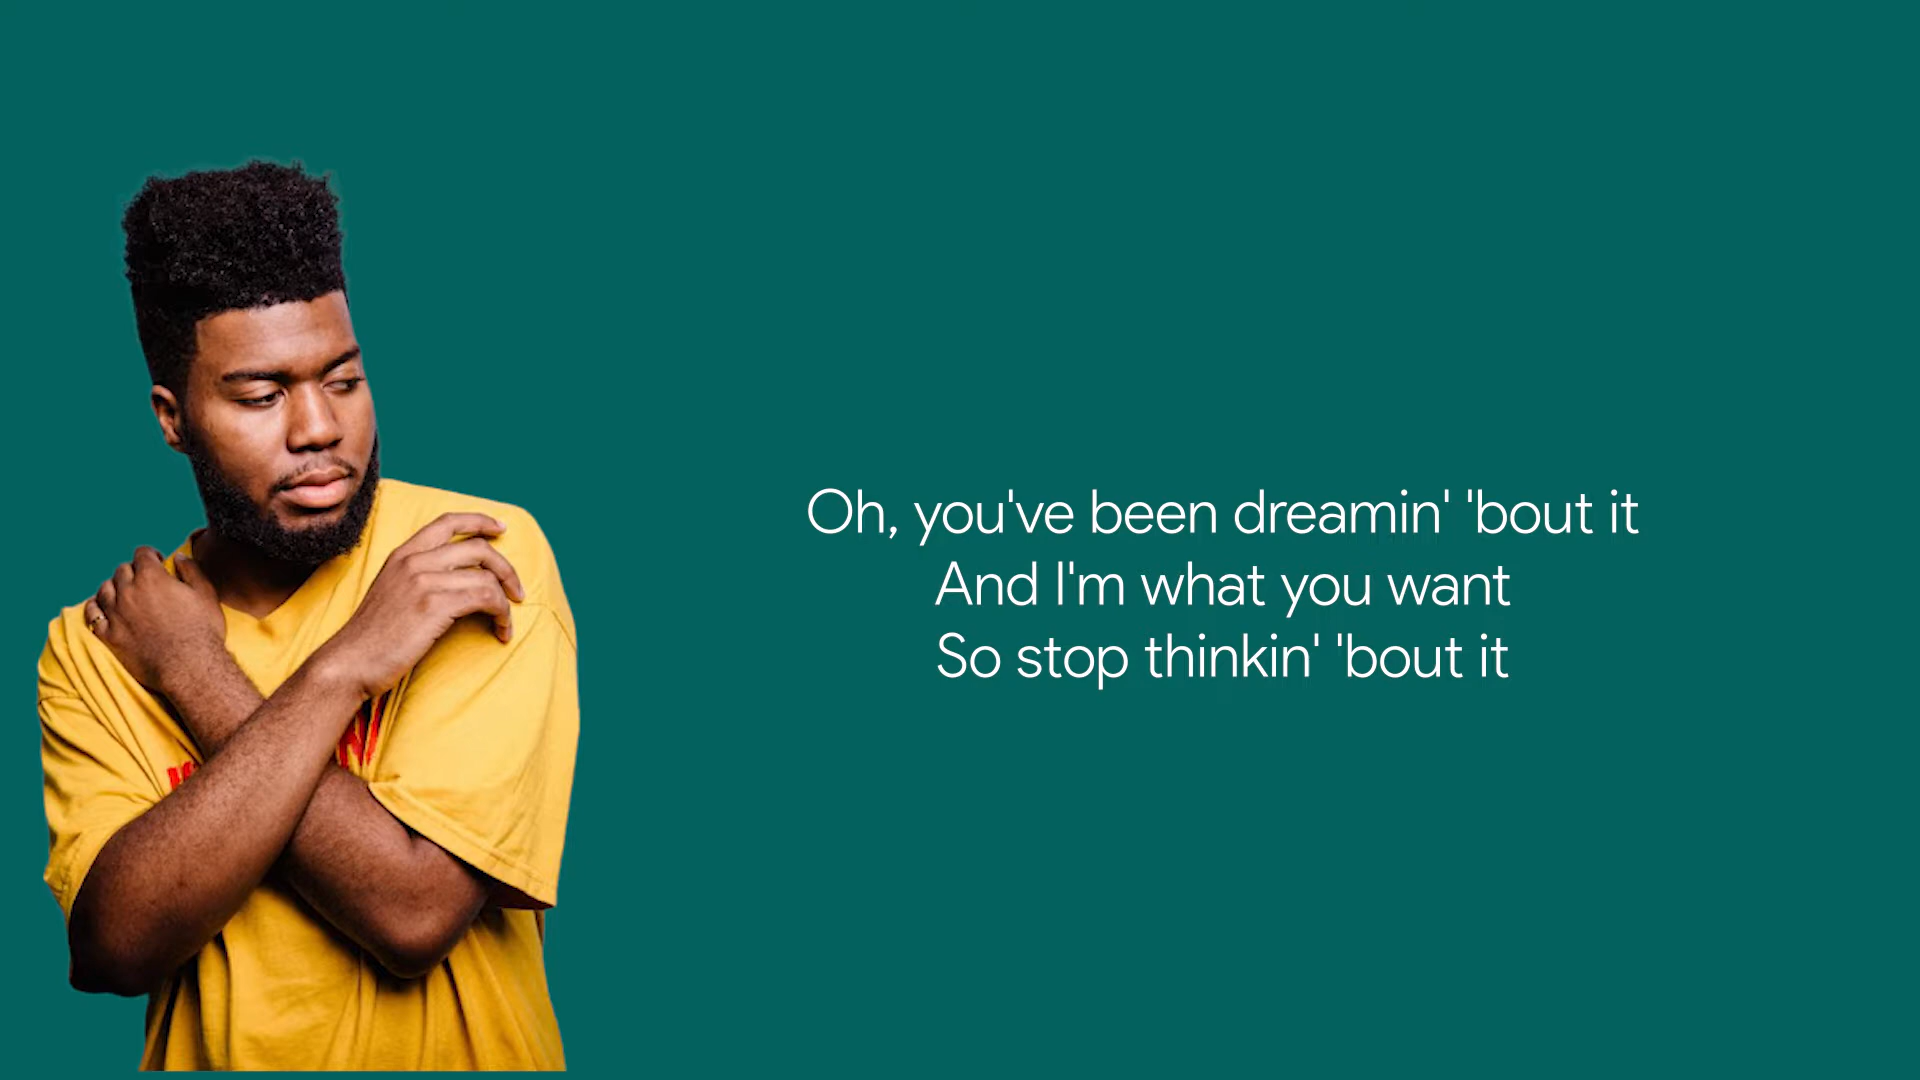 Oh, you've been dreamin' 'bout it
And I'm what you want
So stop thinkin' 'bout it